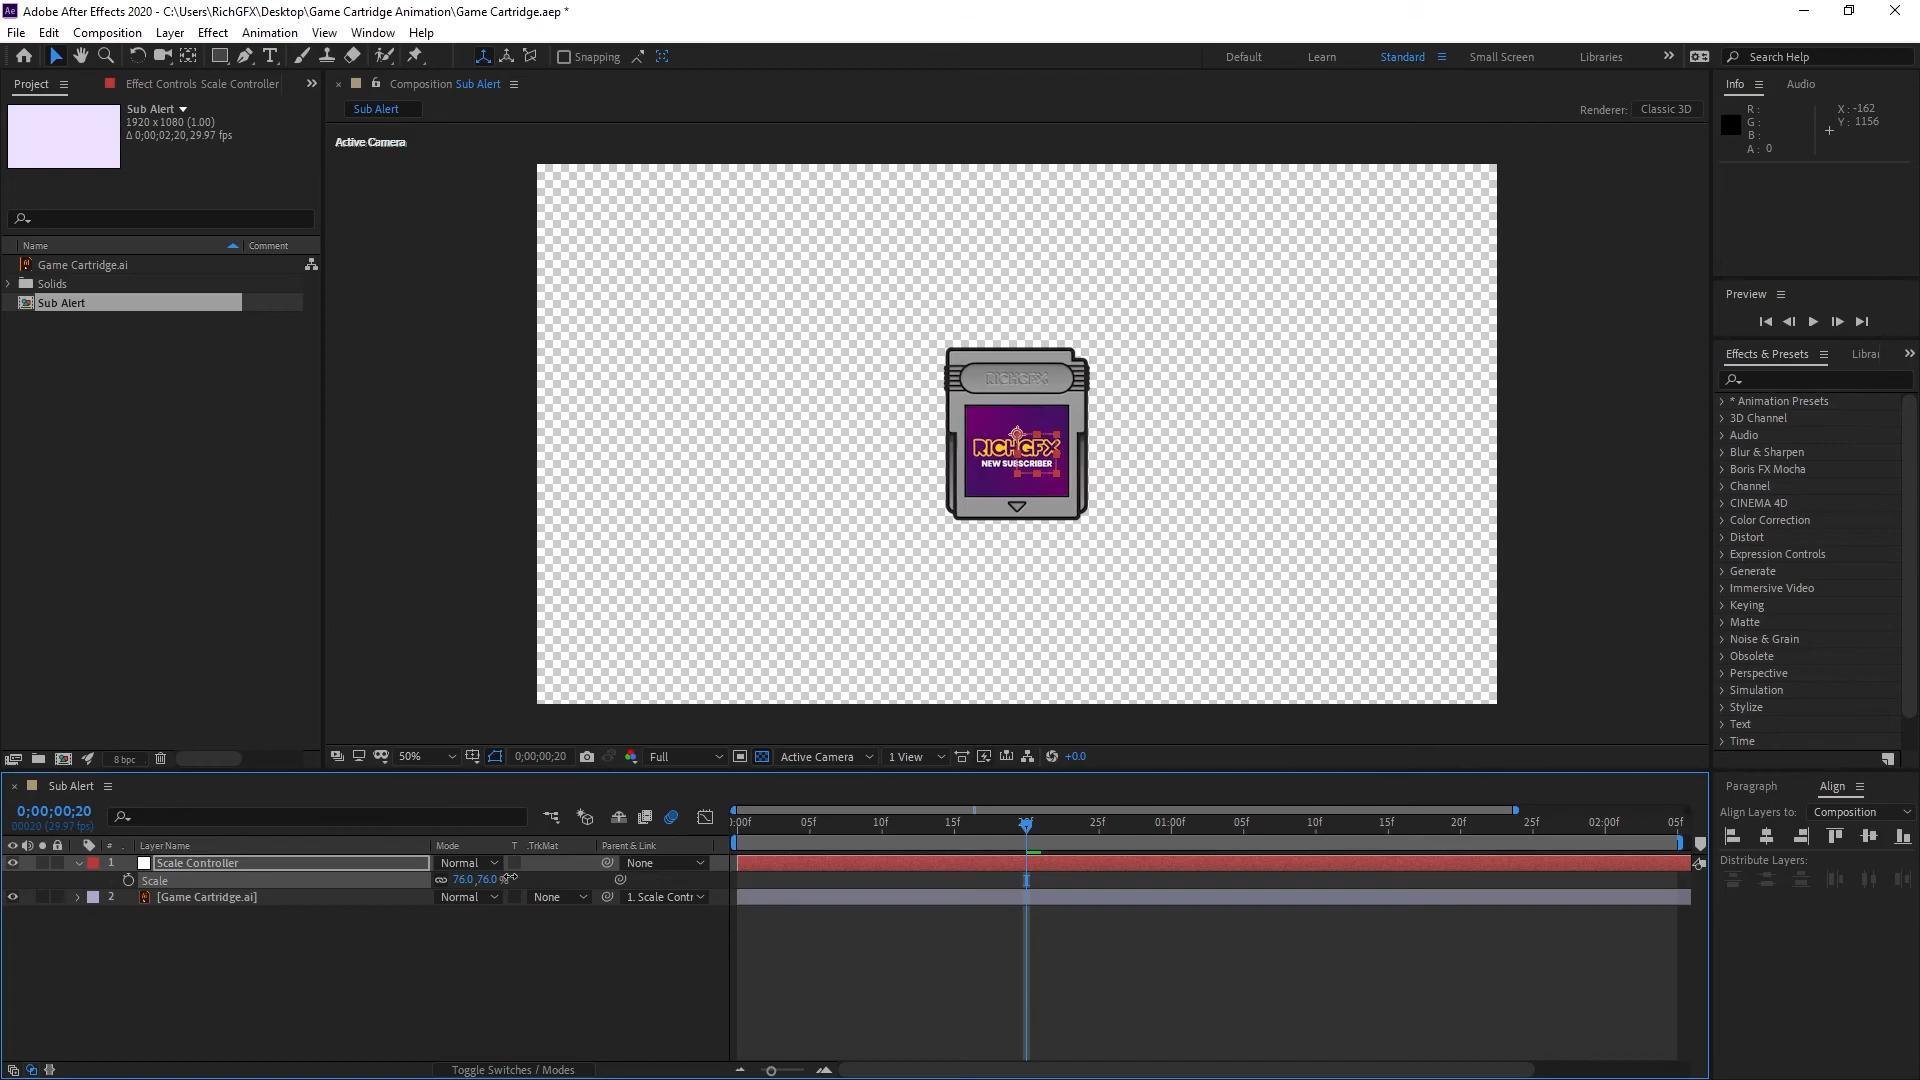 Ae Adobe After Effects 2020 - C:\Users\RichGFX\Desktop\Game Cartridge Animation\Game Cartridge.aep *
File Edit Composition Layer Effect Animation View Window Help
Snapping
Default Learn Standard Small Screen Libraries Search Help
Project Effect Controls Scale Controller
Sub Alert
1920 x 1080 (1.00)
Δ 0;00;02;20, 29.97 fps
Name Comment
Game Cartridge.ai
Solids
Sub Alert
8 bpc
Composition Sub Alert
Sub Alert
Renderer: Classic 3D
Active Camera
RICHGFX
RICHGFX
NEW SUBSCRIBER
50% 0;00;00;20 Full Active Camera 1 View +0.0
Info Audio
R :
G :
B :
A : 0
X : -162
Y : 1156
Preview
Effects & Presets Librar
* Animation Presets
3D Channel
Audio
Blur & Sharpen
Boris FX Mocha
Channel
CINEMA 4D
Color Correction
Distort
Expression Controls
Generate
Immersive Video
Keying
Matte
Noise & Grain
Obsolete
Perspective
Simulation
Stylize
Text
Time
Paragraph Align
Align Layers to: Composition
Distribute Layers:
Sub Alert
0;00;00;20
00020 (29.97 fps)
# Layer Name Mode T .TrkMat Parent & Link
1 Scale Controller Normal None
Scale 76.0,76.0 %
2 [Game Cartridge.ai] Normal None 1. Scale Contr
05f 10f 15f 25f 01:00f 05f 10f 15f 20f 25f 02:00f 05f
Toggle Switches / Modes